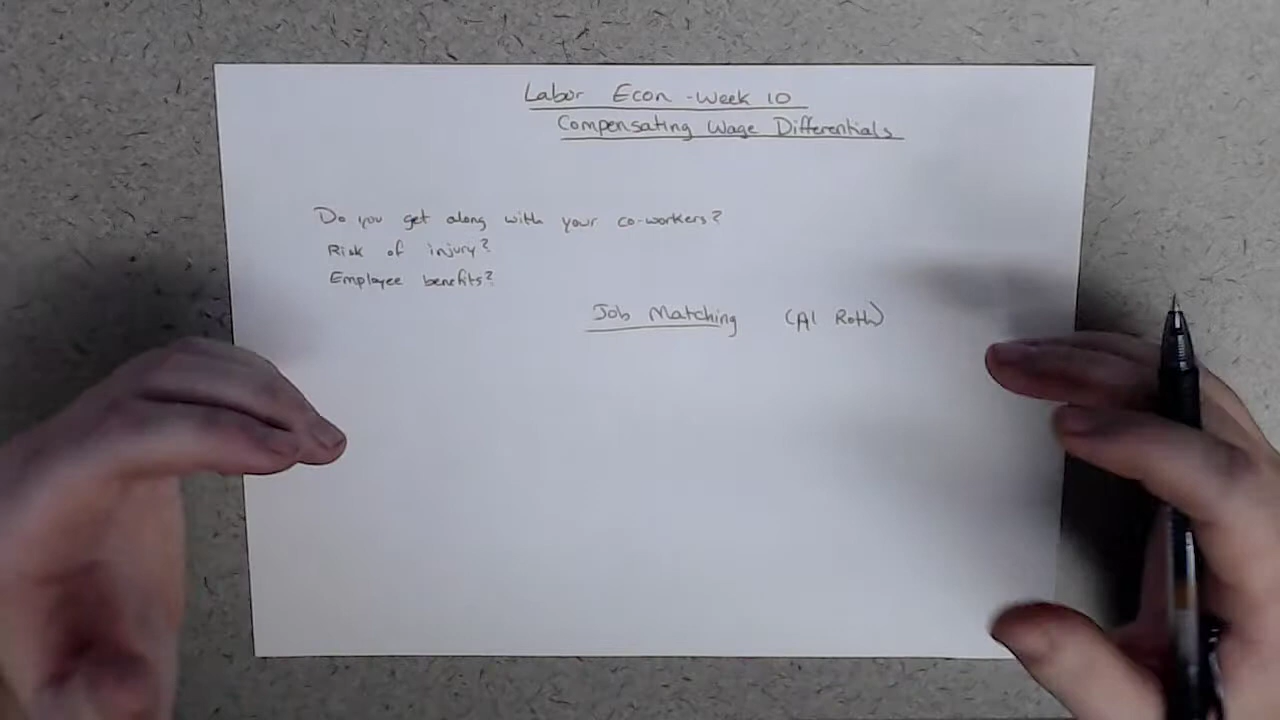 Labor Econ - Week 10
Compensating Wage Differentials
Do you get along with your co-workers?
Risk of injury?
Employee benefits?
Job Matching (Al Roth)